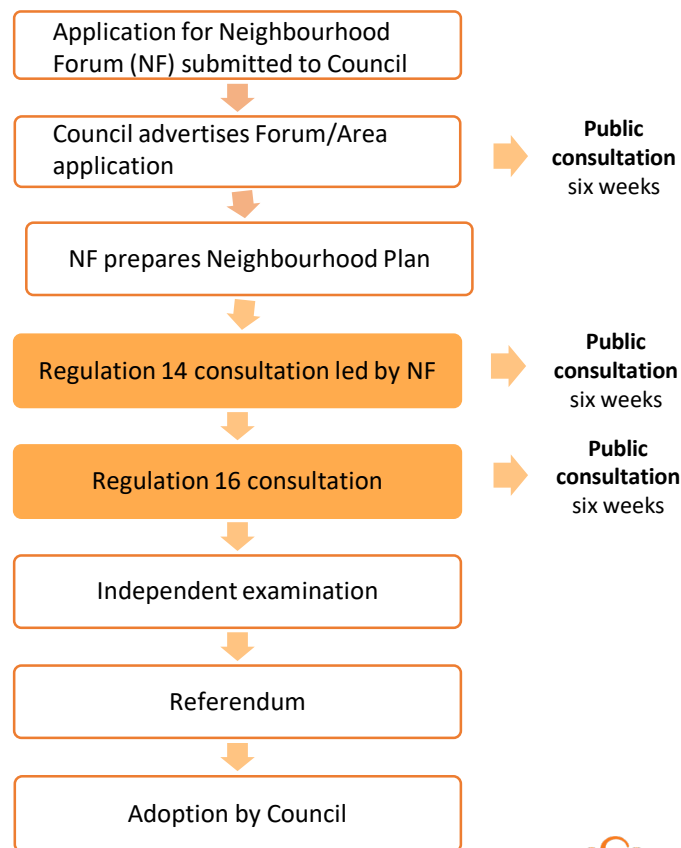 Application for Neighbourhood
Forum (NF) submitted to Council
Council advertises Forum/Area
application
Public
consultation
six weeks
NF prepares Neighbourhood Plan
Regulation 14 consultation led by NF
Public
consultation
six weeks
Regulation 16 consultation
Public
consultation
six weeks
Independent examination
Referendum
Adoption by Council